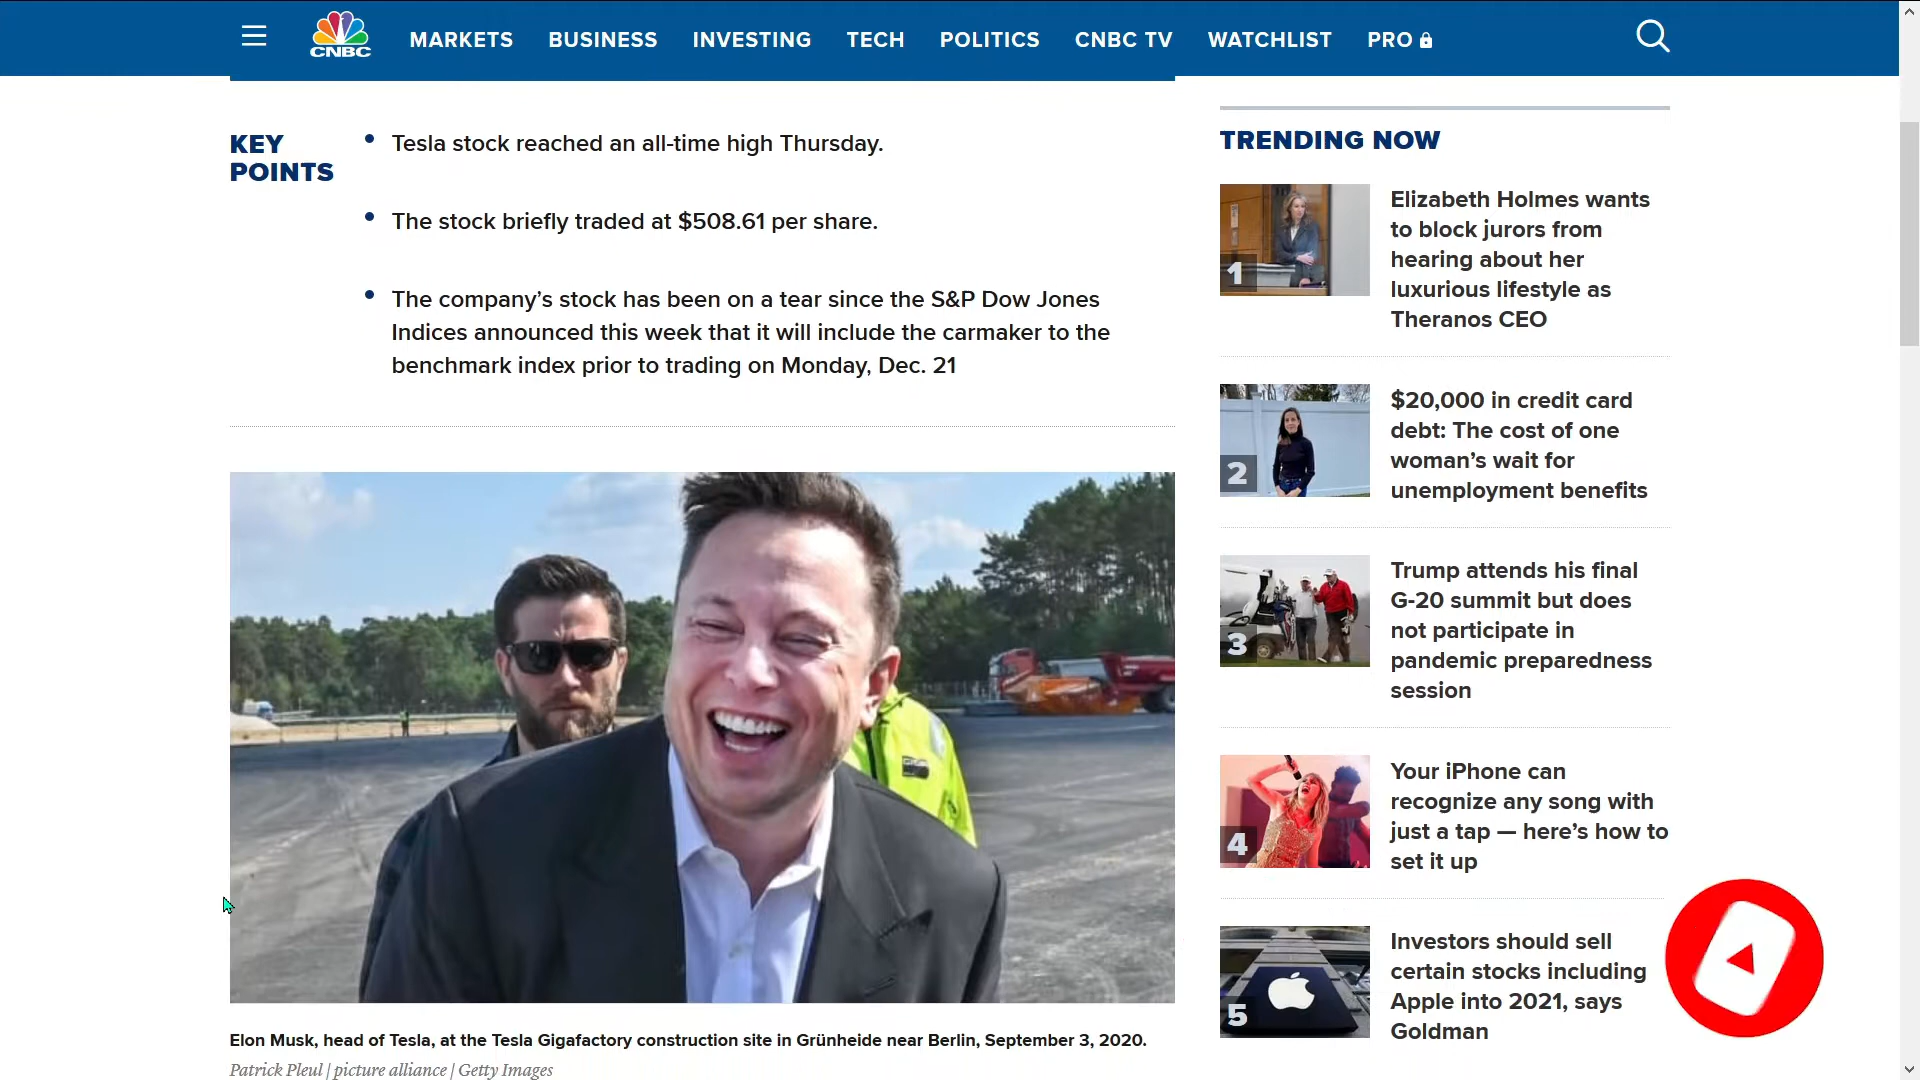 CNBC
MARKETS BUSINESS INVESTING TECH POLITICS CNBC TV WATCHLIST PRO
KEY
POINTS
Tesla stock reached an all-time high Thursday.
The stock briefly traded at $508.61 per share.
The company’s stock has been on a tear since the S&P Dow Jones
Indices announced this week that it will include the carmaker to the
benchmark index prior to trading on Monday, Dec. 21
Elon Musk, head of Tesla, at the Tesla Gigafactory construction site in Grünheide near Berlin, September 3, 2020.
Patrick Pleul | picture alliance | Getty Images
TRENDING NOW
1
Elizabeth Holmes wants
to block jurors from
hearing about her
luxurious lifestyle as
Theranos CEO
2
$20,000 in credit card
debt: The cost of one
woman’s wait for
unemployment benefits
3
Trump attends his final
G-20 summit but does
not participate in
pandemic preparedness
session
4
Your iPhone can
recognize any song with
just a tap — here’s how to
set it up
5
Investors should sell
certain stocks including
Apple into 2021, says
Goldman